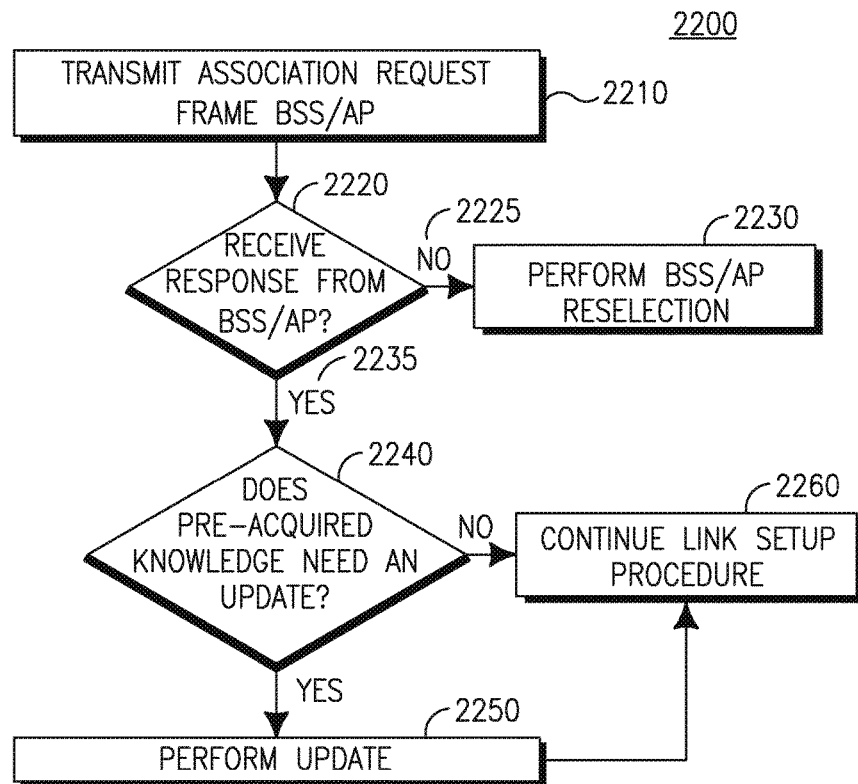 2200
TRANSMIT ASSOCIATION REQUEST
FRAME BSS/AP
2210
2220
RECEIVE
RESPONSE FROM
BSS/AP?
2225
NO
2230
PERFORM BSS/AP
RESELECTION
2235
YES
2240
DOES
PRE-ACQUIRED
KNOWLEDGE NEED AN
UPDATE?
NO
2260
CONTINUE LINK SETUP
PROCEDURE
YES
2250
PERFORM UPDATE